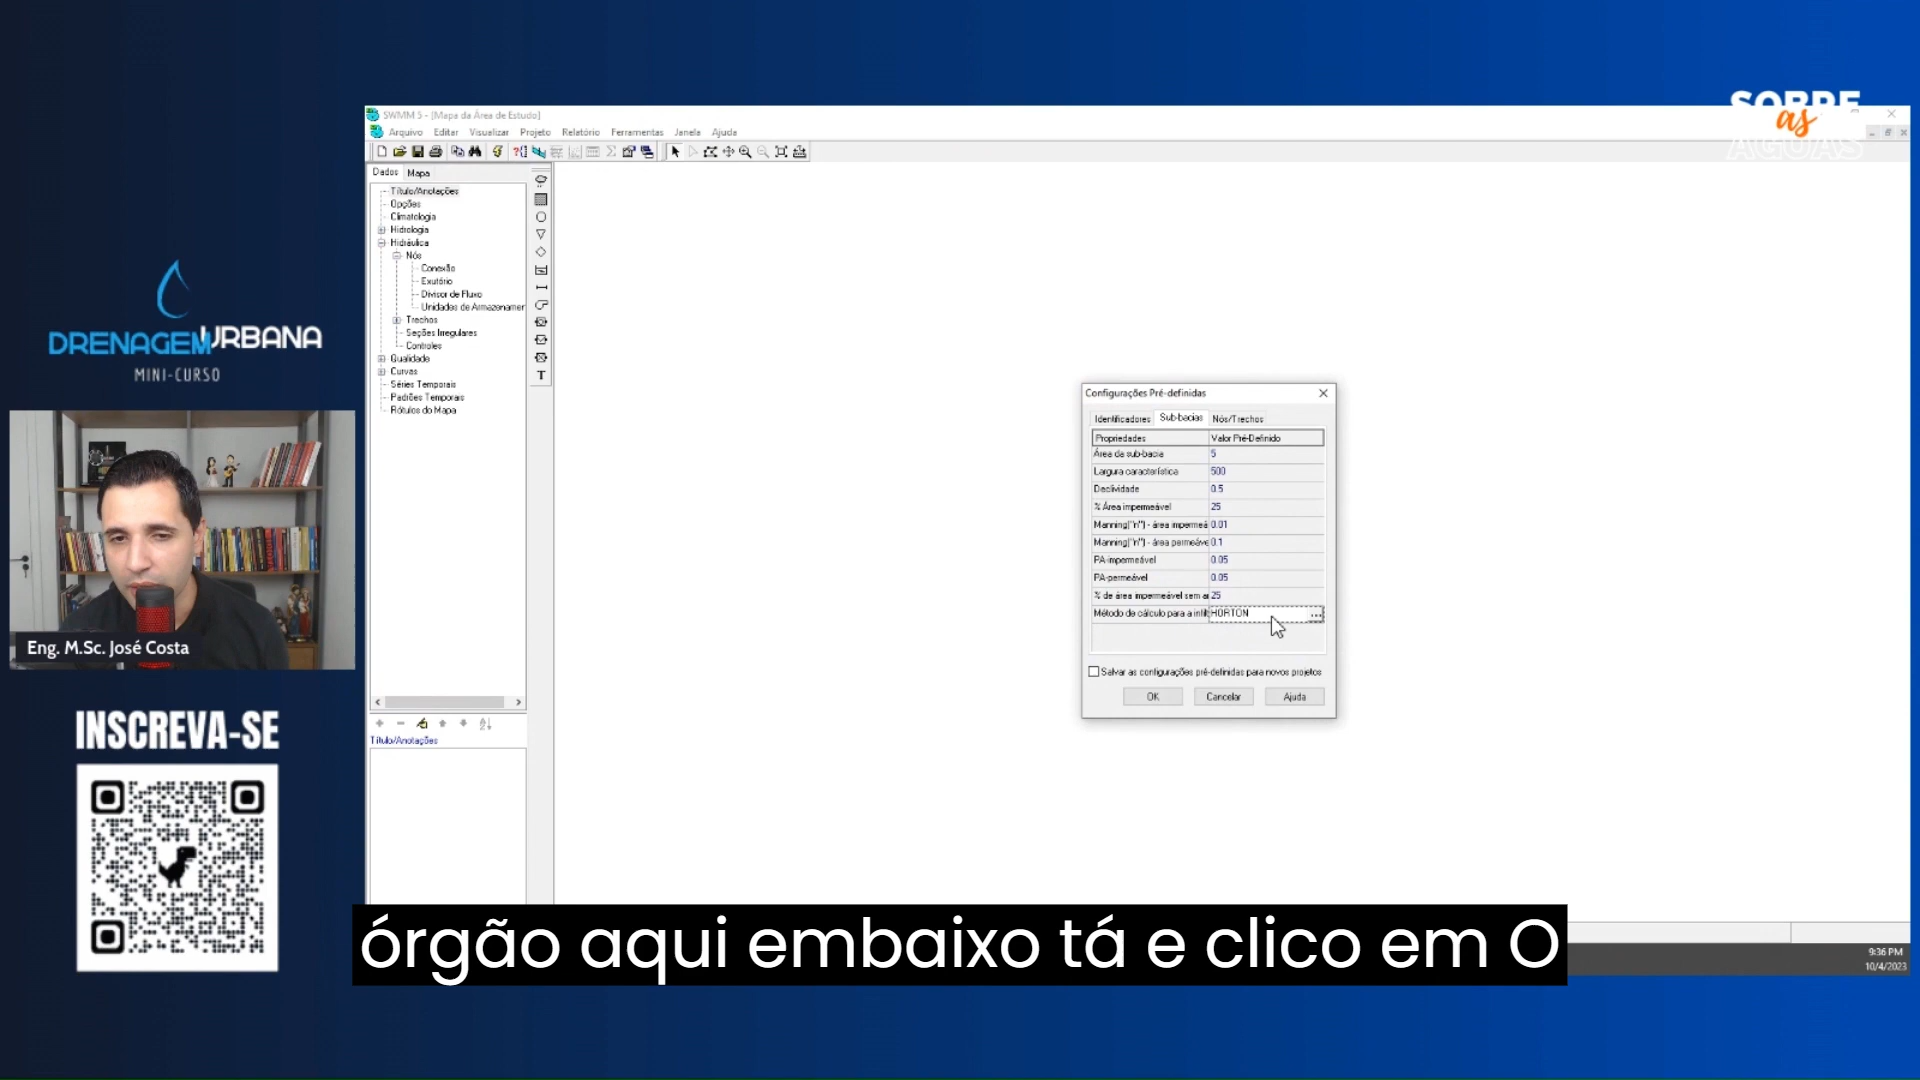 SOBRE
as
ÁGUAS
SWMM 5 - [Mapa da Área de Estudo]
Arquivo Editar Visualizar Projeto Relatório Ferramentas Janela Ajuda
Dados Mapa
Título/Anotações
Opções
Climatologia
Hidrologia
Hidráulica
Nós
Conexão
Exutório
Divisor de Fluxo
Unidades de Armazenamer
Trechos
Seções Irregulares
Controles
Qualidade
Curvas
Séries Temporais
Padrões Temporais
Rótulos do Mapa
Título/Anotações
T
Configurações Pré-definidas
Identificadores Sub-bacias Nós/Trechos
Propriedades Valor Pré-Definido
Área da sub-bacia 5
Largura característica 500
Declividade 0.5
% Área impermeável 25
Manning("n") - área impermeá 0.01
Manning("n") - área permeáve 0.1
PA-impermeável 0.05
PA-permeável 0.05
% de área impermeável sem ar 25
Método de cálculo para a infilt HORTON ...
Salvar as configurações pré-definidas para novos projetos
OK Cancelar Ajuda
DRENAGEM URBANA
MINI-CURSO
Eng. M.Sc. José Costa
INSCREVA-SE
órgão aqui embaixo tá e clico em O
9:36 PM
10/4/2023